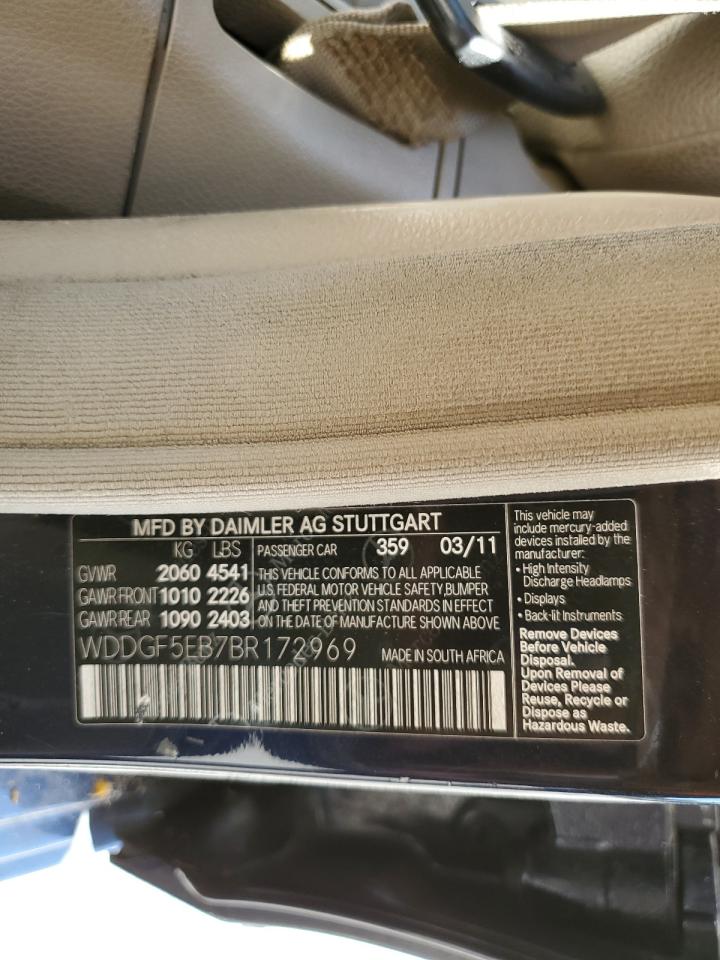 MFD BY DAIMLER AG STUTTGART
KG LBS
GVWR 2060 4541
GAWR FRONT 1010 2226
GAWR REAR 1090 2403
PASSENGER CAR 359 03/11
THIS VEHICLE CONFORMS TO ALL APPLICABLE
U.S. FEDERAL MOTOR VEHICLE SAFETY, BUMPER
AND THEFT PREVENTION STANDARDS IN EFFECT
ON THE DATE OF MANUFACTURE SHOWN ABOVE
WDDGF5EB7BR172969 MADE IN SOUTH AFRICA
This vehicle may
include mercury-added
devices installed by the
manufacturer:
• High Intensity
Discharge Headlamps
• Displays
• Back-lit Instruments
Remove Devices
Before Vehicle
Disposal.
Upon Removal of
Devices Please
Reuse, Recycle or
Dispose as
Hazardous Waste.